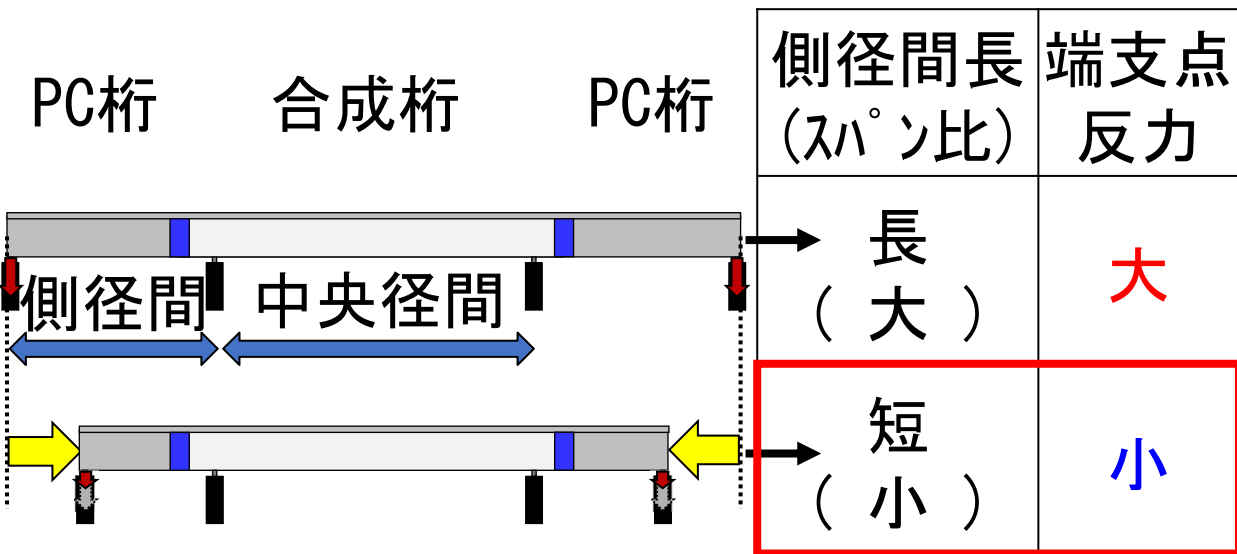 PC桁
合成桁
PC桁
側径間
中央径間
側径間長
(ｽﾊﾟﾝ比)
端支点
反力
長
( 大 )
大
短
( 小 )
小